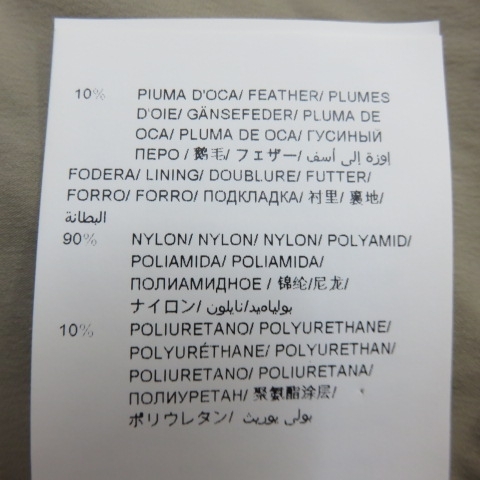 10% PIUMA D'OCA/ FEATHER/ PLUMES
D'OIE/ GÄNSEFEDER/ PLUMA DE
OCA/ PLUMA DE OCA/ ГУСИНЫЙ
ПЕРО / 鹅毛/ フェザー/ إوزة إلى أسف
FODERA/ LINING/ DOUBLURE/ FUTTER/
FORRO/ FORRO/ ПОДКЛАДКА/ 衬里/ 裏地/
البطانة
90% NYLON/ NYLON/ NYLON/ POLYAMID/
POLIAMIDA/ POLIAMIDA/
ПОЛИАМИДНОЕ / 锦纶/尼龙/
ナイロン/ بولياميد/نايلون
10% POLIURETANO/ POLYURETHANE/
POLYURÉTHANE/ POLYURETHAN/
POLIURETANO/ POLIURETANA/
ПОЛИУРЕТАН/ 聚氨酯涂层/
ポリウレタン/ بولي يوريث